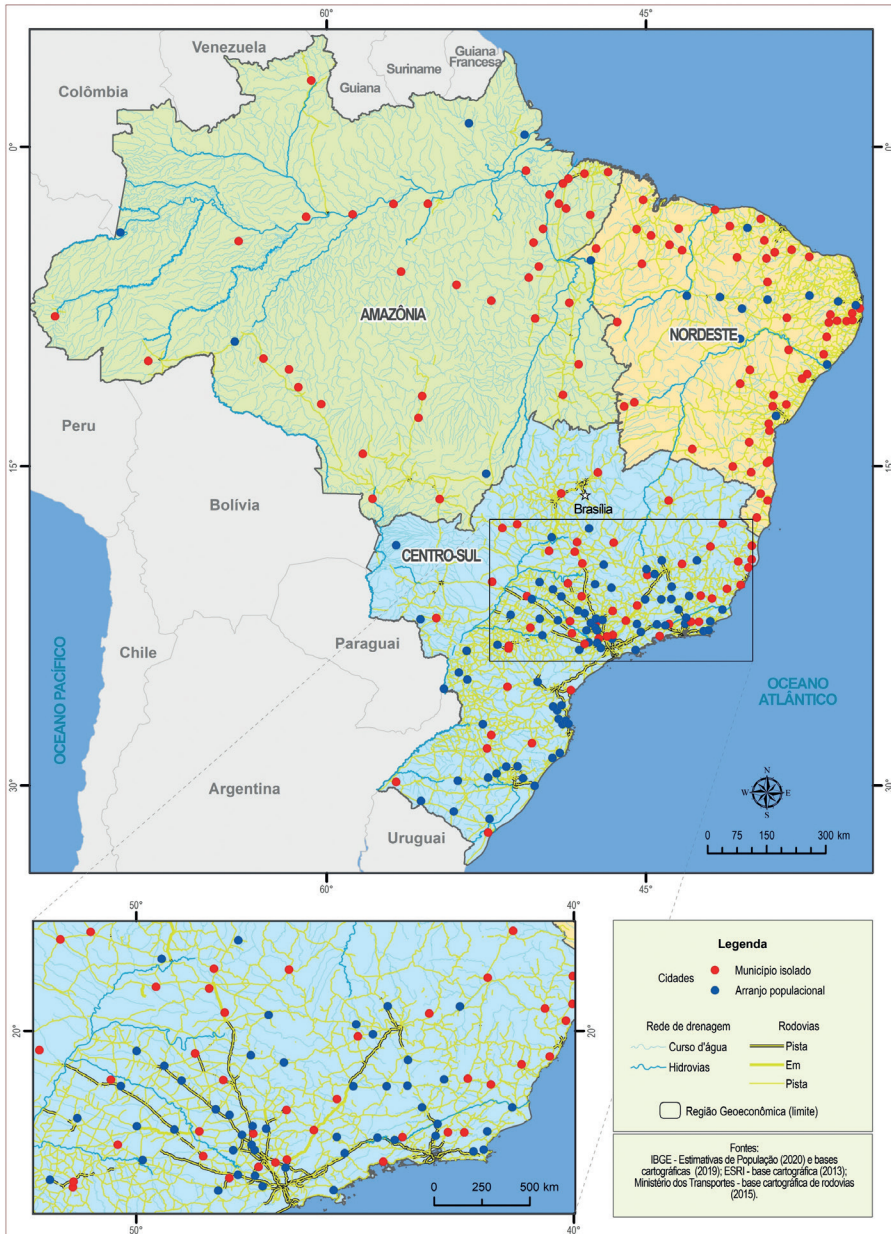 60°
45°
Venezuela
Guiana
Francesa
Suriname
Guiana
Colômbia
0°
0°
AMAZÔNIA
NORDESTE
Peru
15°
15°
Bolívia
Brasília
CENTRO-SUL
Paraguai
Chile
OCEANO PACÍFICO
OCEANO
ATLÂNTICO
30°
30°
Argentina
N
W E
S
0 75 150 300 km
Uruguai
60°
45°
50°
40°
20°
20°
0 250 500 km
50°
40°
Legenda
Cidades
Municipio isolado
Arranjo populacional
Rede de drenagem
Rodovias
Curso d'água
Pista
Hidrovias
Em
Pista
Região Geoeconômica (limite)
Fontes:
IBGE - Estimativas de População (2020) e bases
cartográficas (2019); ESRI - base cartográfica (2013);
Ministério dos Transportes - base cartográfica de rodovias
(2015).